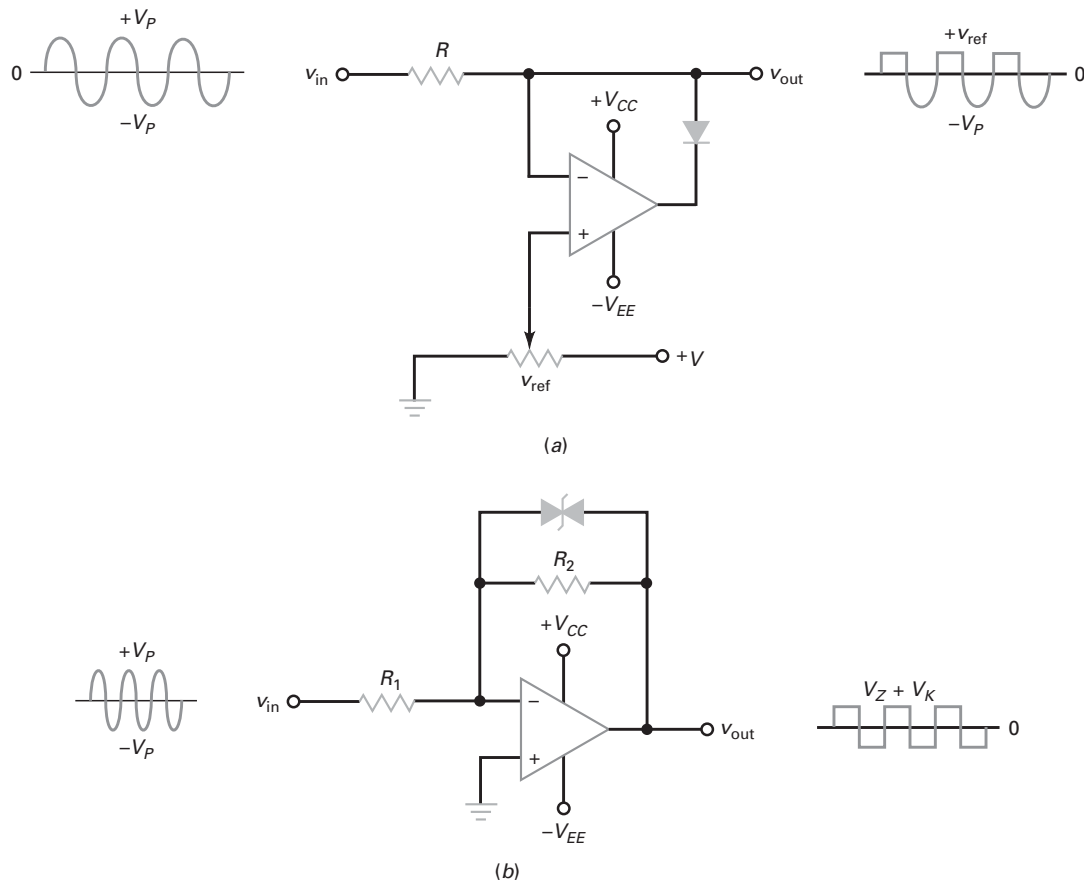 +V_P
0
−V_P
v_in
R
v_out
+V_CC
−
+
−V_EE
+V
v_ref
+v_ref
0
−V_P
(a)
+V_P
−V_P
v_in
R_1
R_2
+V_CC
−
+
−V_EE
v_out
V_Z + V_K
0
(b)